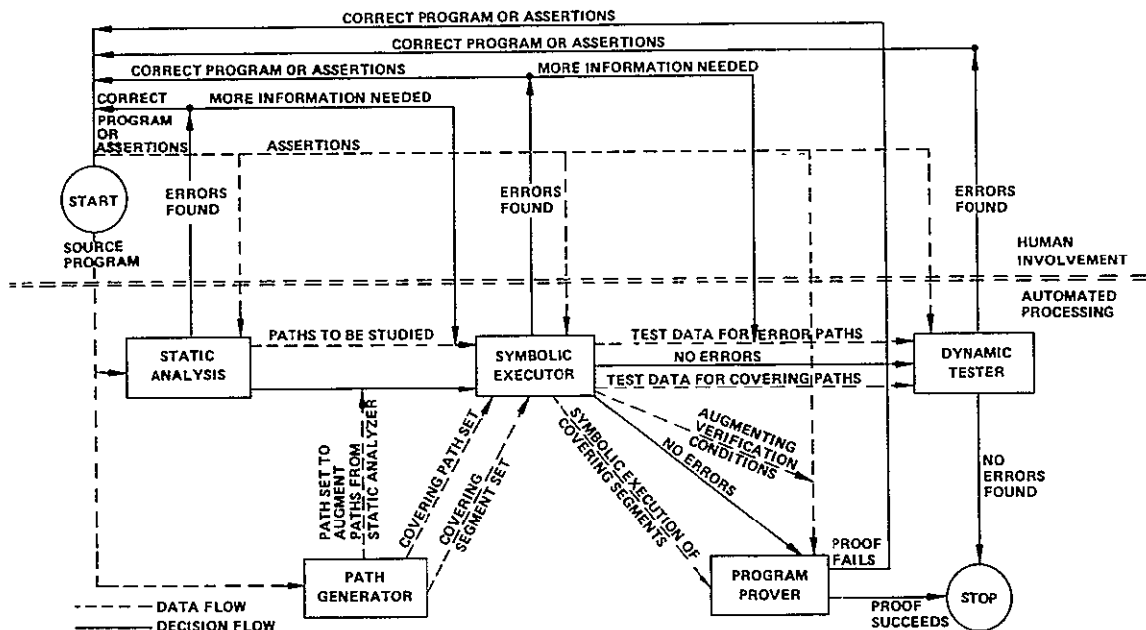 CORRECT PROGRAM OR ASSERTIONS
CORRECT PROGRAM OR ASSERTIONS
CORRECT PROGRAM OR ASSERTIONS
MORE INFORMATION NEEDED
CORRECT
PROGRAM
OR
ASSERTIONS
MORE INFORMATION NEEDED
ASSERTIONS
START
ERRORS
FOUND
ERRORS
FOUND
ERRORS
FOUND
SOURCE
PROGRAM
HUMAN
INVOLVEMENT
AUTOMATED
PROCESSING
STATIC
ANALYSIS
PATHS TO BE STUDIED
SYMBOLIC
EXECUTOR
TEST DATA FOR ERROR PATHS
NO ERRORS
TEST DATA FOR COVERING PATHS
DYNAMIC
TESTER
PATH SET TO
AUGMENT
PATHS FROM
STATIC ANALYZER
COVERING PATH SET
COVERING
SEGMENT SET
SYMBOLIC EXECUTION OF
COVERING SEGMENTS
NO ERRORS
AUGMENTING
VERIFICATION
CONDITIONS
NO
ERRORS
FOUND
PATH
GENERATOR
PROGRAM
PROVER
PROOF
FAILS
PROOF
SUCCEEDS
STOP
DATA FLOW
DECISION FLOW